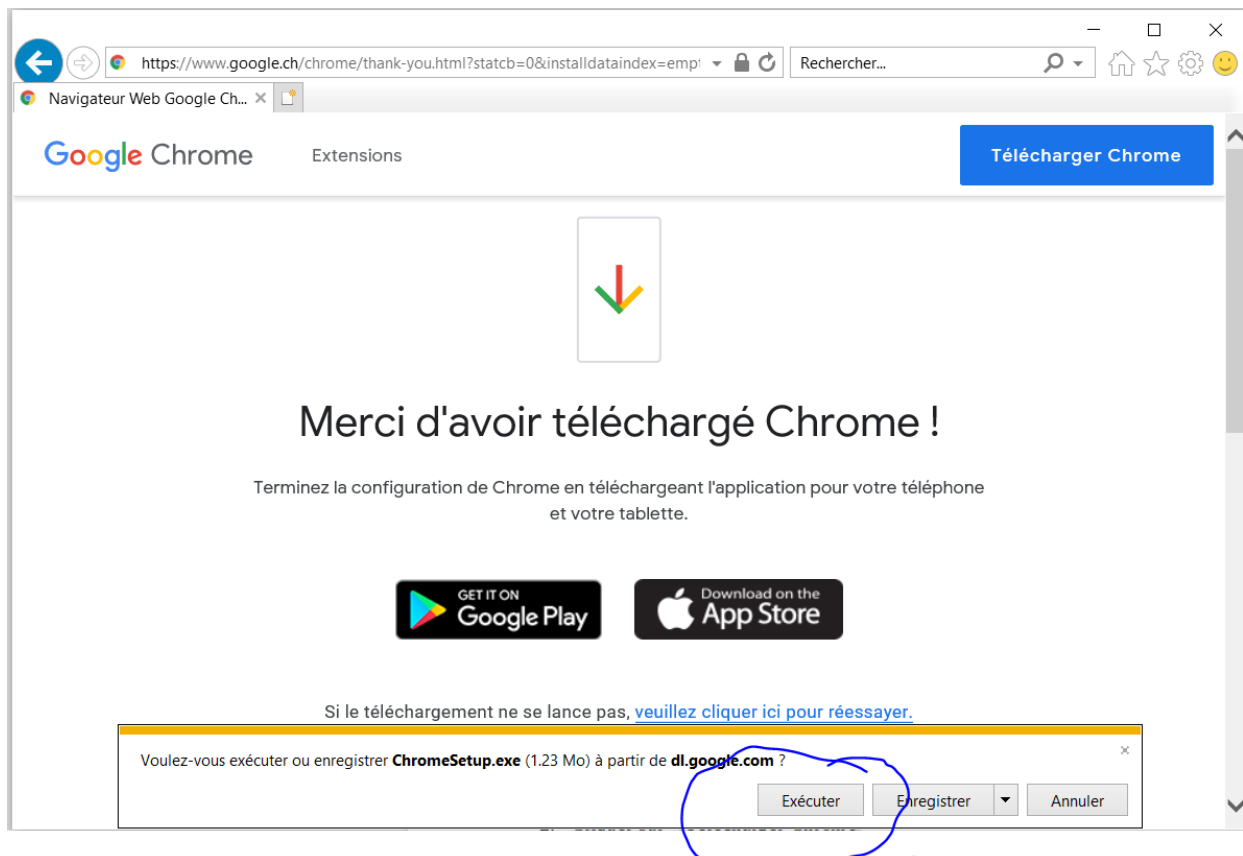 https://www.google.ch/chrome/thank-you.html?statcb=0&installdataindex=empt
Rechercher...
Navigateur Web Google Ch...
Google Chrome
Extensions
Télécharger Chrome
Merci d'avoir téléchargé Chrome !
Terminez la configuration de Chrome en téléchargeant l'application pour votre téléphone
et votre tablette.
GET IT ON
Google Play
Download on the
App Store
Si le téléchargement ne se lance pas, veuillez cliquer ici pour réessayer.
Voulez-vous exécuter ou enregistrer ChromeSetup.exe (1.23 Mo) à partir de dl.google.com ?
Exécuter
Enregistrer
Annuler